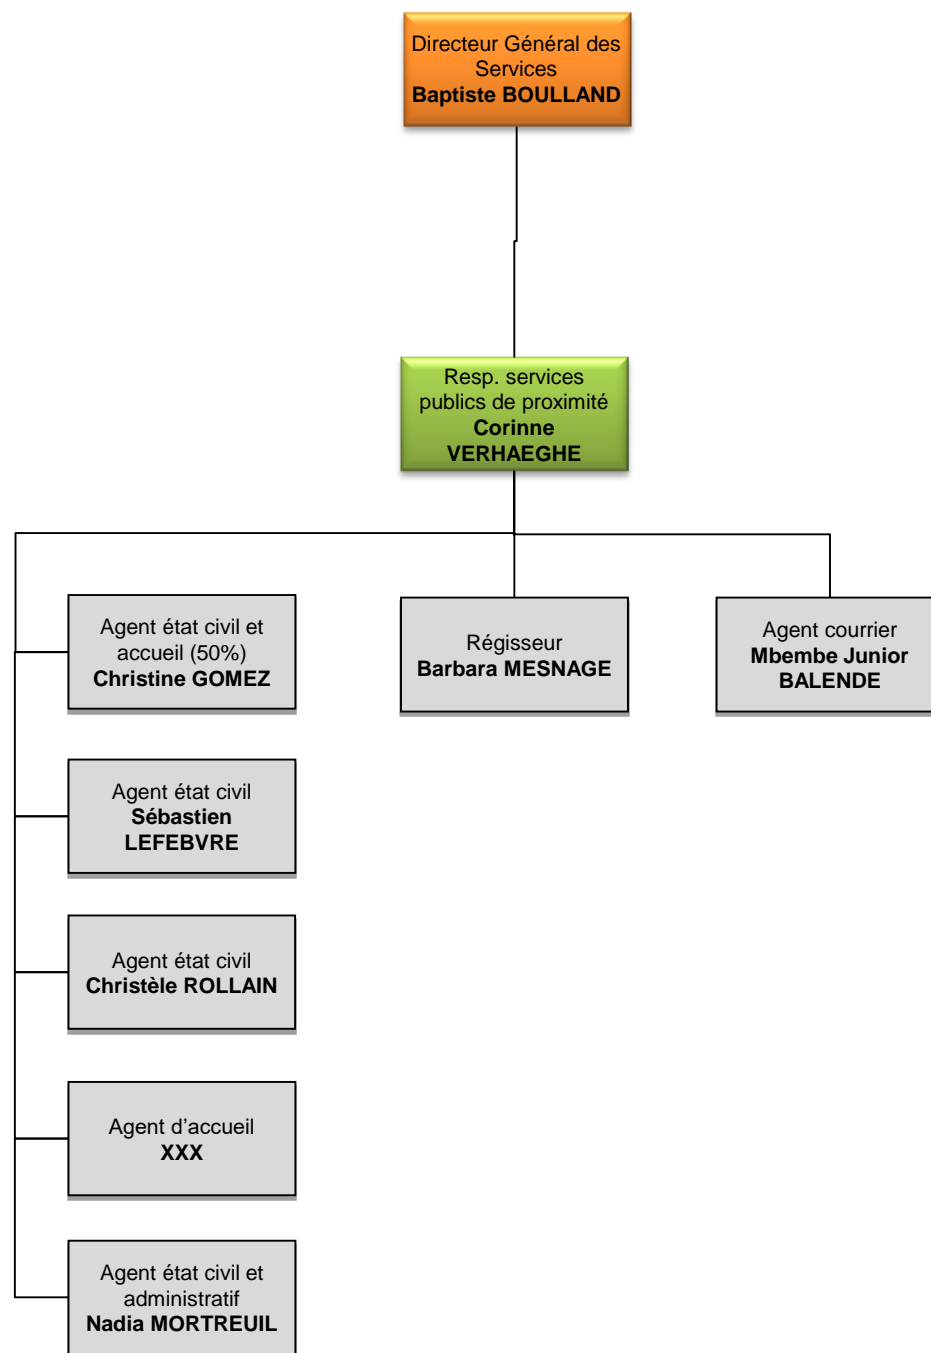 Directeur Général des
Services
Baptiste BOULLAND
Resp. services
publics de proximité
Corinne
VERHAEGHE
Agent état civil et
accueil (50%)
Christine GOMEZ
Régisseur
Barbara MESNAGE
Agent courrier
Mbembe Junior
BALENDE
Agent état civil
Sébastien
LEFEBVRE
Agent état civil
Christèle ROLLAIN
Agent d’accueil
XXX
Agent état civil et
administratif
Nadia MORTREUIL